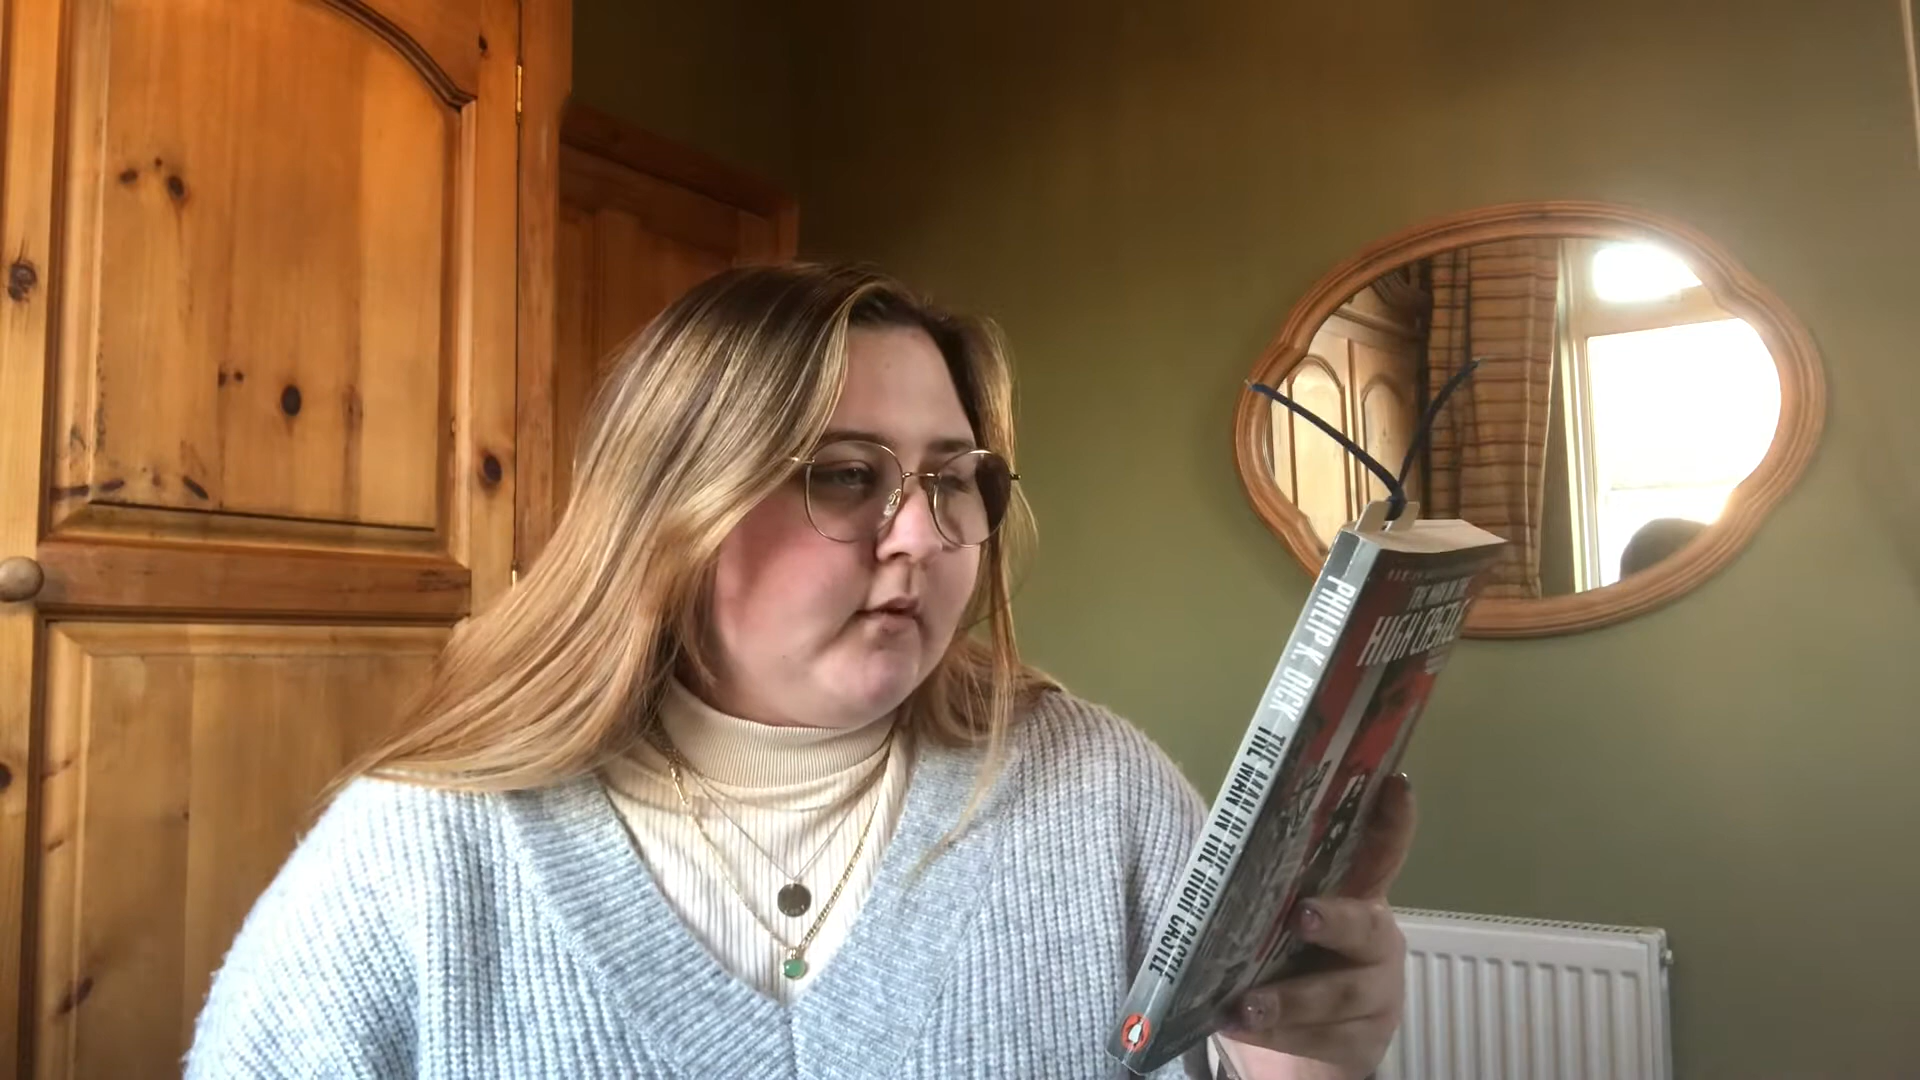 PHILIP K. DICK THE MAN IN THE HIGH CASTLE
THE MAN IN THE
HIGH CASTLE